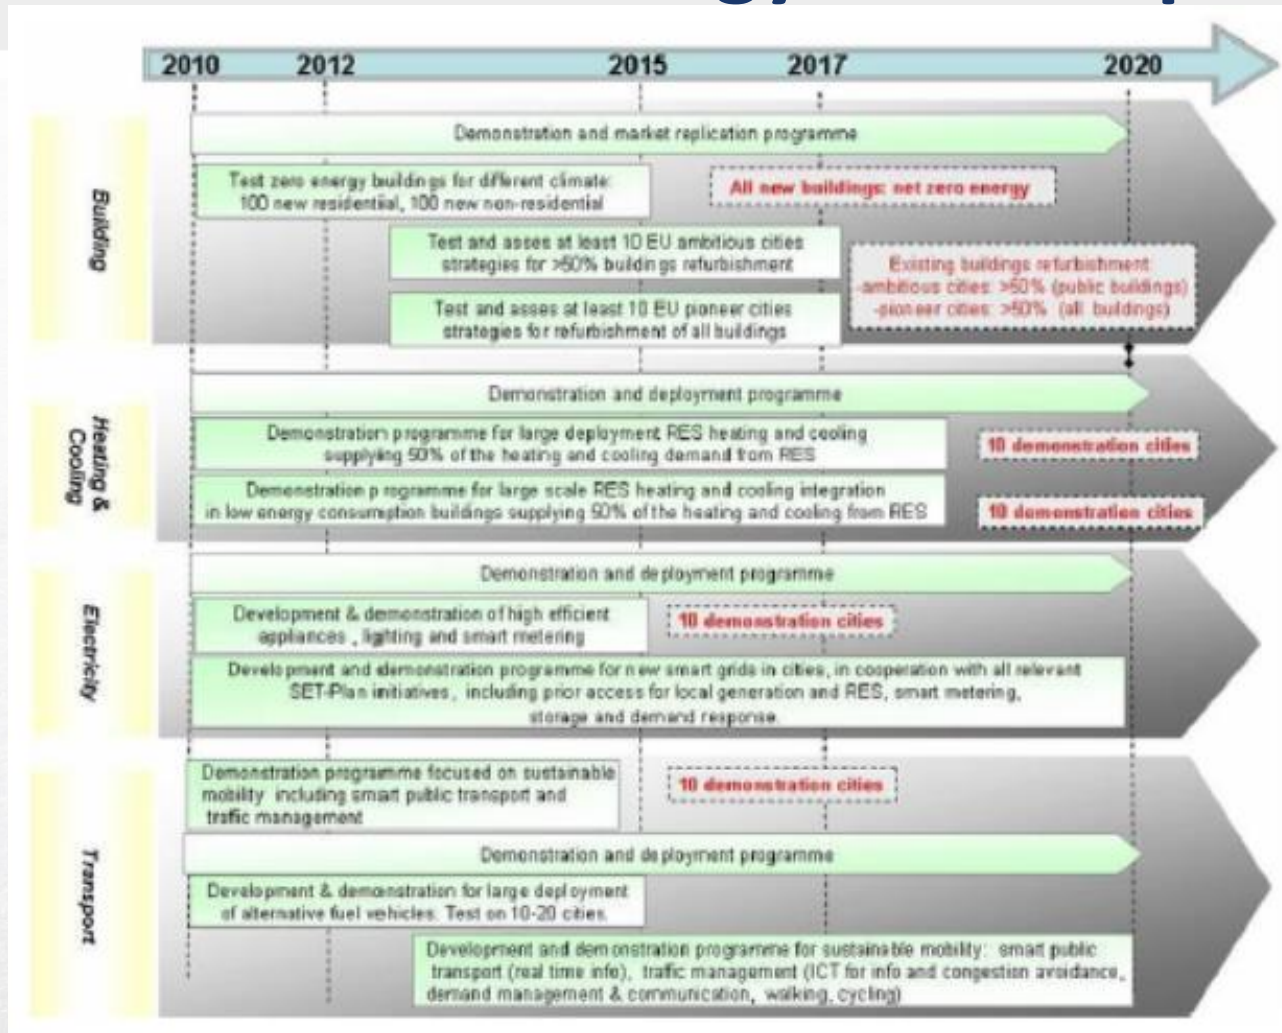 2010 2012 2015 2017 2020
Building
Demonstration and market replication programme
Test zero energy buildings for different climate:
100 new residential, 100 new non-residential
All new buildings: net zero energy
Test and asses at least 10 EU ambitious cities
strategies for >50% buildings refurbishment
Existing buildings refurbishment
-ambitious cities: >50% (public buildings)
-pioneer cities: >50% (all buildings)
Test and asses at least 10 EU pioneer cities
strategies for refurbishment of all buildings
Heating &
Cooling
Demonstration and deployment programme
Demonstration programme for large deployment RES heating and cooling
supplying 50% of the heating and cooling demand from RES
10 demonstration cities
Demonstration programme for large scale RES heating and cooling integration
in low energy consumption buildings supplying 50% of the heating and cooling from RES
10 demonstration cities
Electricity
Demonstration and deployment programme
Development & demonstration of high efficient
appliances , lighting and smart metering
10 demonstration cities
Development and demonstration programme for new smart grids in cities, in cooperation with all relevant
SET-Plan initiatives, including prior access for local generation and RES, smart metering,
storage and demand response.
Transport
Demonstration programme focused on sustainable
mobility including smart public transport and
traffic management
10 demonstration cities
Demonstration and deployment programme
Development & demonstration for large deployment
of alternative fuel vehicles. Test on 10-20 cities.
Development and demonstration programme for sustainable mobility: smart public
transport (real time info), trafic management (ICT for info and congestion avoidance,
demand management & communication, walking, cycling)